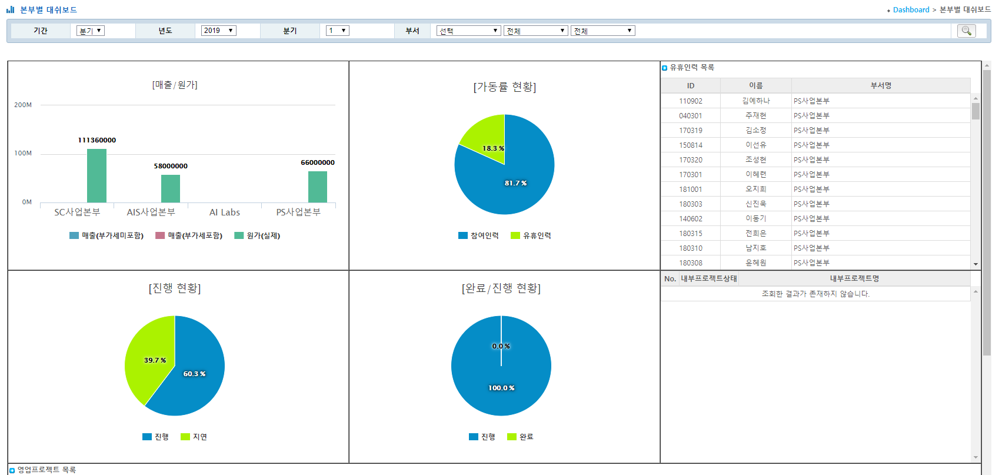 본부별 대쉬보드
Dashboard > 본부별 대쉬보드
기간 분기 년도 2019 분기 1 부서 선택 전체 전체
[매출/원가]
200M
100M
0M
111360000
58000000
66000000
SC사업본부 AIS사업본부 AI Labs PS사업본부
매출(부가세미포함) 매출(부가세포함) 원가(실제)
[가동률 현황]
18.3 %
81.7 %
참여인력 유휴인력
유휴인력 목록
ID 이름 부서명
110902 김예하나 PS사업본부
040301 주재현 PS사업본부
170319 김소정 PS사업본부
150814 이선유 PS사업본부
170320 조성현 PS사업본부
170301 이혜련 PS사업본부
181001 오지희 PS사업본부
180303 신진욱 PS사업본부
140602 이동기 PS사업본부
180315 전희은 PS사업본부
180310 남지호 PS사업본부
180308 윤혜원 PS사업본부
[진행 현황]
39.7 %
60.3 %
진행 지연
[완료/진행 현황]
0.0 %
100.0 %
진행 완료
No. 내부프로젝트상태 내부프로젝트명
조회한 결과가 존재하지 않습니다.
영업프로젝트 목록